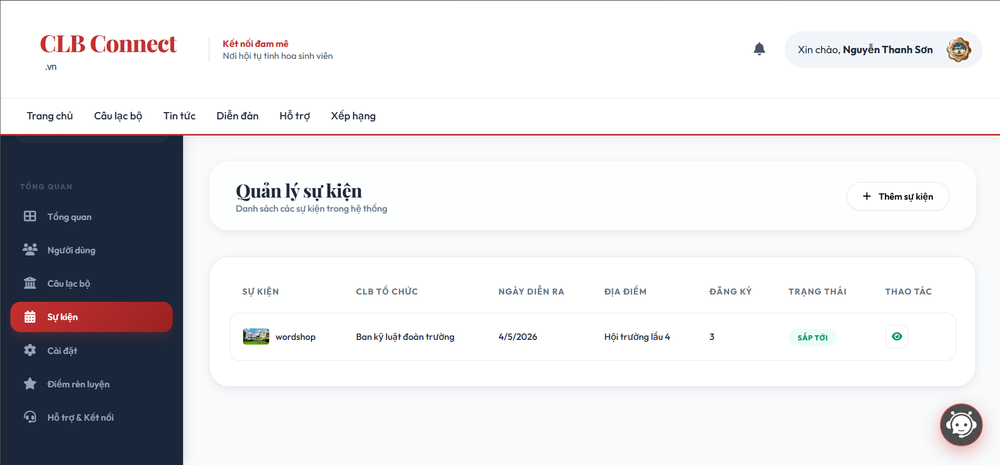 CLB Connect
.vn
Kết nối đam mê
Nơi hội tụ tinh hoa sinh viên
Xin chào, Nguyễn Thanh Sơn
Trang chủ Câu lạc bộ Tin tức Diễn đàn Hỗ trợ Xếp hạng
TỔNG QUAN
Tổng quan
Người dùng
Câu lạc bộ
Sự kiện
Cài đặt
Điểm rèn luyện
Hỗ trợ & Kết nối
Quản lý sự kiện
Danh sách các sự kiện trong hệ thống
Thêm sự kiện
SỰ KIỆN CLB TỔ CHỨC NGÀY DIỄN RA ĐỊA ĐIỂM ĐĂNG KÝ TRẠNG THÁI THAO TÁC
wordshop Ban kỹ luật đoàn trường 4/5/2026 Hội trường lầu 4 3 SẮP TỚI